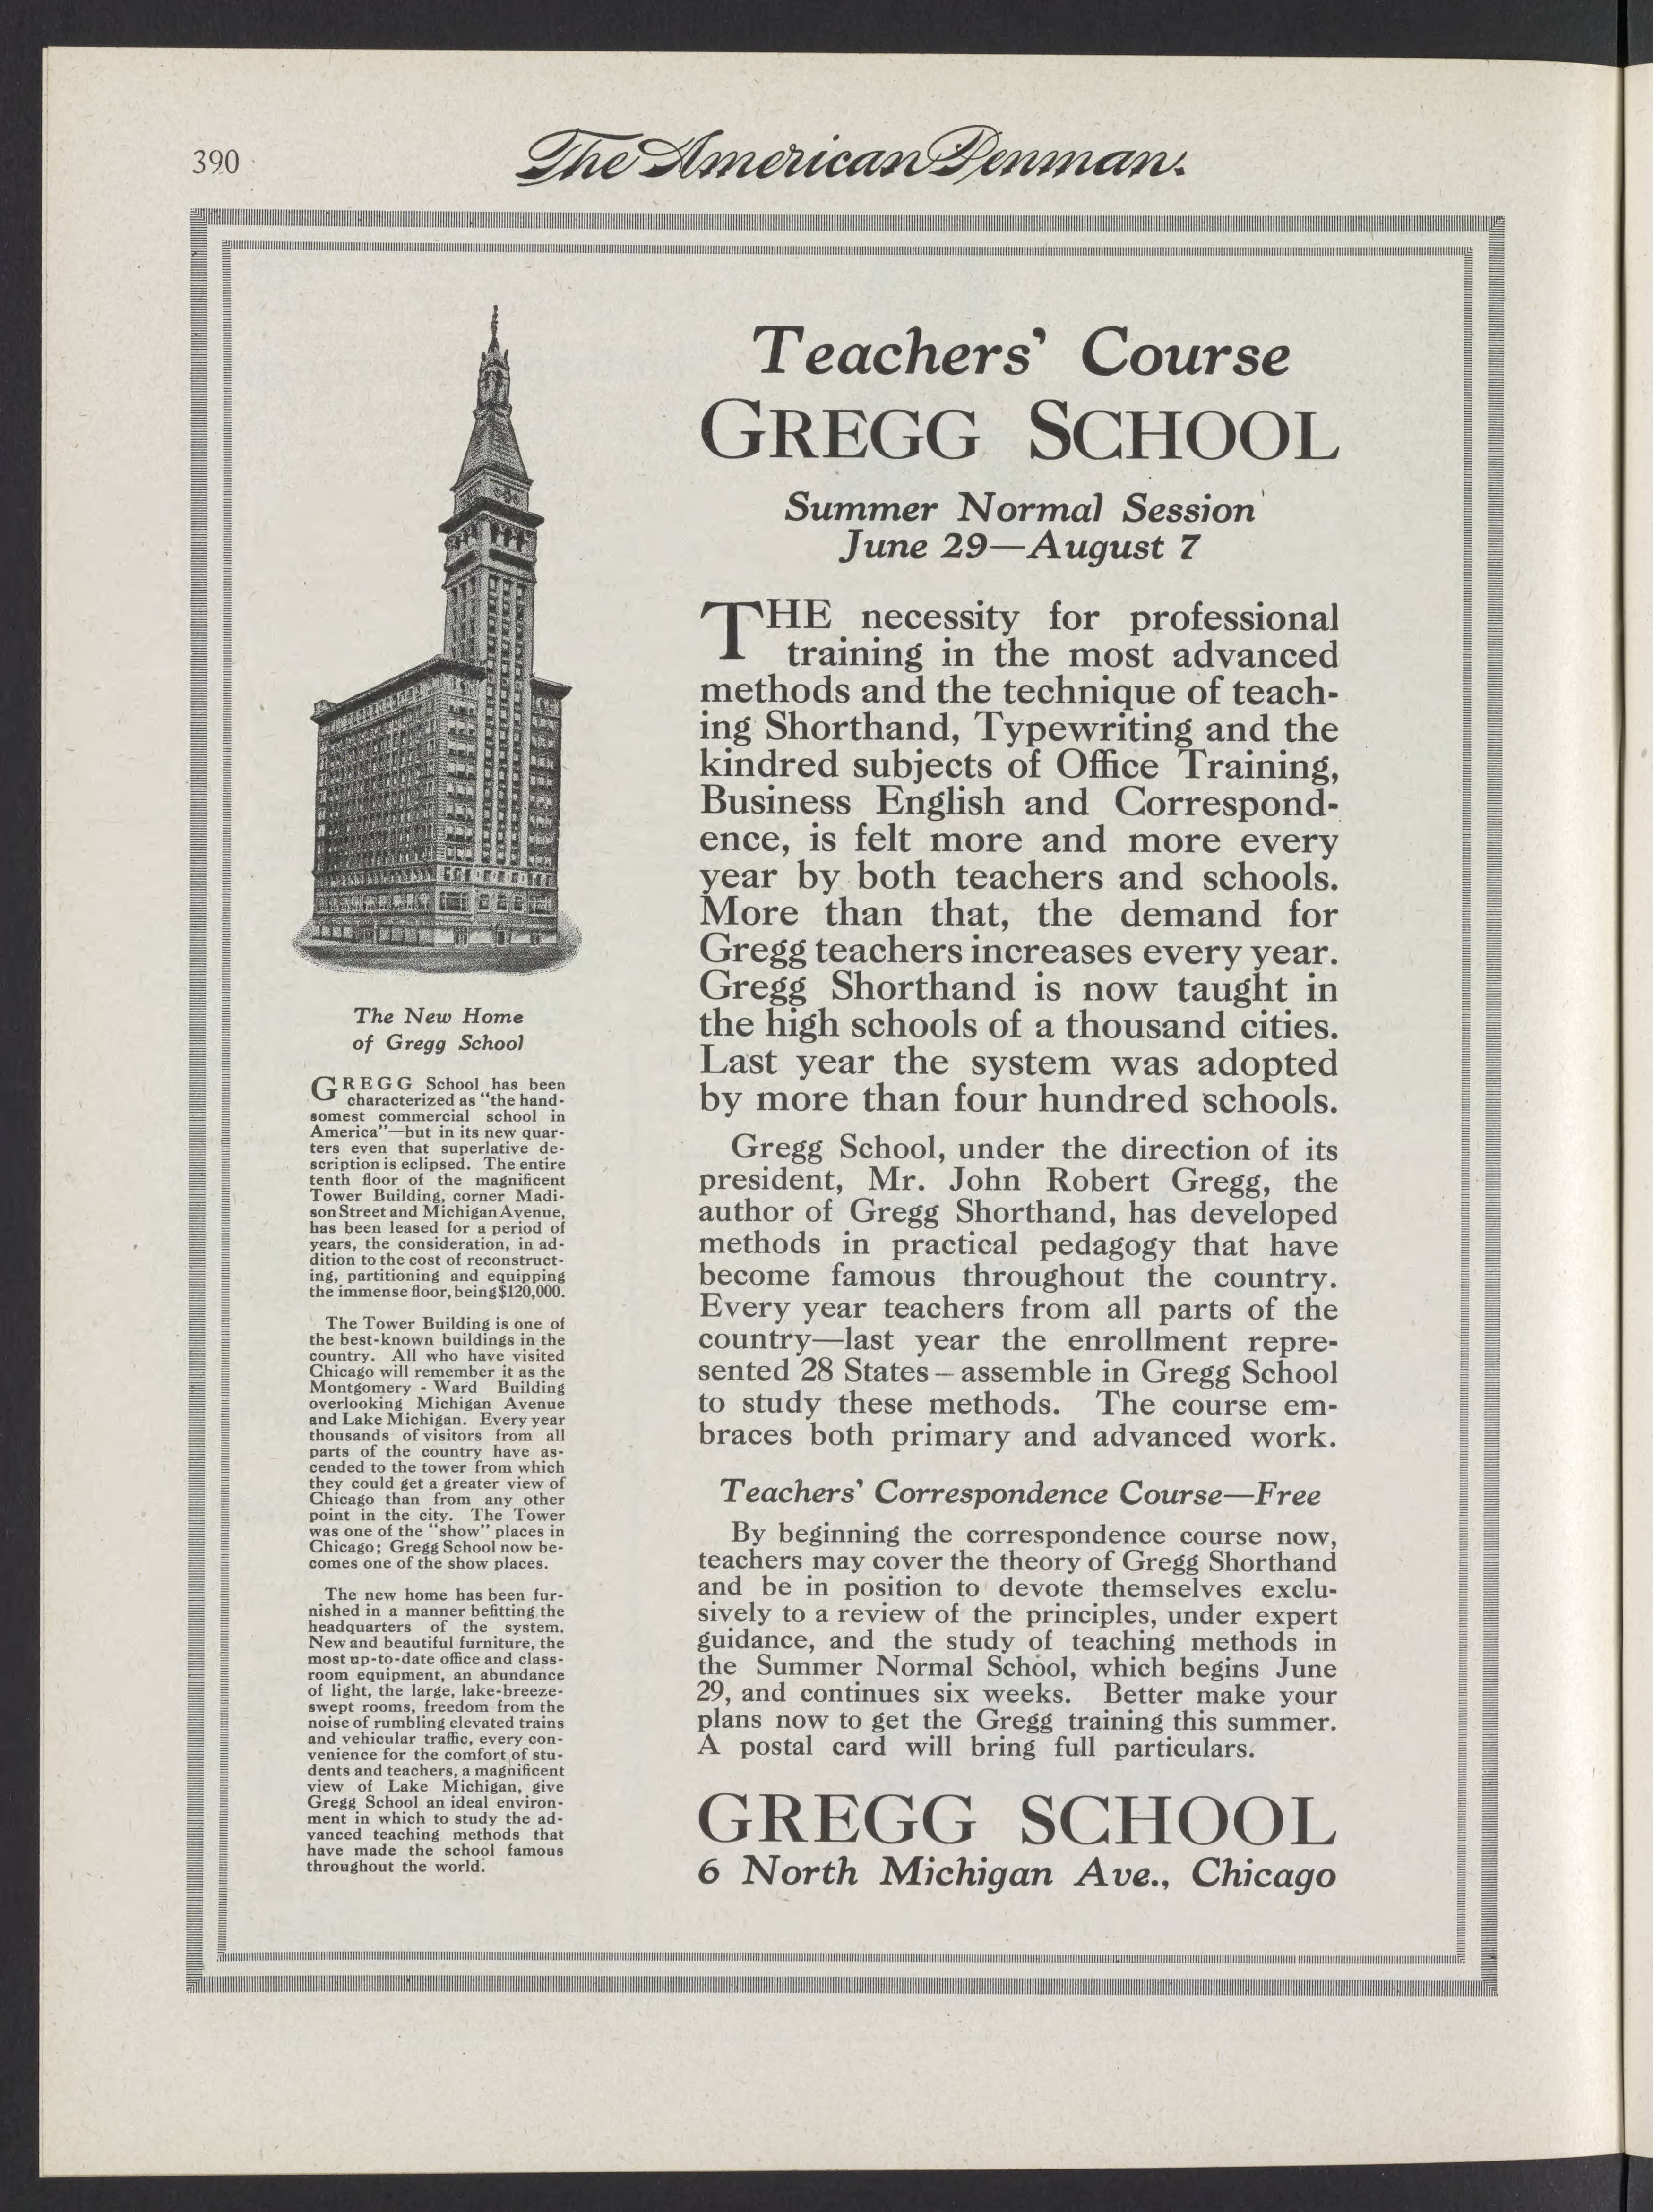 390
The American Penman.
Teachers' Course
GREGG SCHOOL
Summer Normal Session
June 29—August 7
THE necessity for professional
training in the most advanced
methods and the technique of teach-
ing Shorthand, Typewriting and the
kindred subjects of Office Training,
Business English and Correspond-
ence, is felt more and more every
year by both teachers and schools.
More than that, the demand for
Gregg teachers increases every year.
Gregg Shorthand is now taught in
the high schools of a thousand cities.
Last year the system was adopted
by more than four hundred schools.
Gregg School, under the direction of its
president, Mr. John Robert Gregg, the
author of Gregg Shorthand, has developed
methods in practical pedagogy that have
become famous throughout the country.
Every year teachers from all parts of the
country—last year the enrollment repre-
sented 28 States—assemble in Gregg School
to study these methods. The course em-
braces both primary and advanced work.
Teachers' Correspondence Course—Free
By beginning the correspondence course now,
teachers may cover the theory of Gregg Shorthand
and be in position to devote themselves exclu-
sively to a review of the principles, under expert
guidance, and the study of teaching methods in
the Summer Normal School, which begins June
29, and continues six weeks. Better make your
plans now to get the Gregg training this summer.
A postal card will bring full particulars.
GREGG SCHOOL
6 North Michigan Ave., Chicago
The New Home
of Gregg School
GREGG School has been
characterized as "the hand-
somest commercial school in
America"—but in its new quar-
ters even that superlative de-
scription is eclipsed. The entire
tenth floor of the magnificent
Tower Building, corner Madi-
son Street and Michigan Avenue,
has been leased for a period of
years, the consideration, in ad-
dition to the cost of reconstruct-
ing, partitioning and equipping
the immense floor, being $120,000.
The Tower Building is one of
the best-known buildings in the
country. All who have visited
Chicago will remember it as the
Montgomery - Ward Building
overlooking Michigan Avenue
and Lake Michigan. Every year
thousands of visitors from all
parts of the country have as-
cended to the tower from which
they could get a greater view of
Chicago than from any other
point in the city. The Tower
was one of the "show" places in
Chicago; Gregg School now be-
comes one of the show places.
The new home has been fur-
nished in a manner befitting the
headquarters of the system.
New and beautiful furniture, the
most up-to-date office and class-
room equipment, an abundance
of light, the large, lake-breeze-
swept rooms, freedom from the
noise of rumbling elevated trains
and vehicular traffic, every con-
venience for the comfort of stu-
dents and teachers, a magnificent
view of Lake Michigan, give
Gregg School an ideal environ-
ment in which to study the ad-
vanced teaching methods that
have made the school famous
throughout the world.